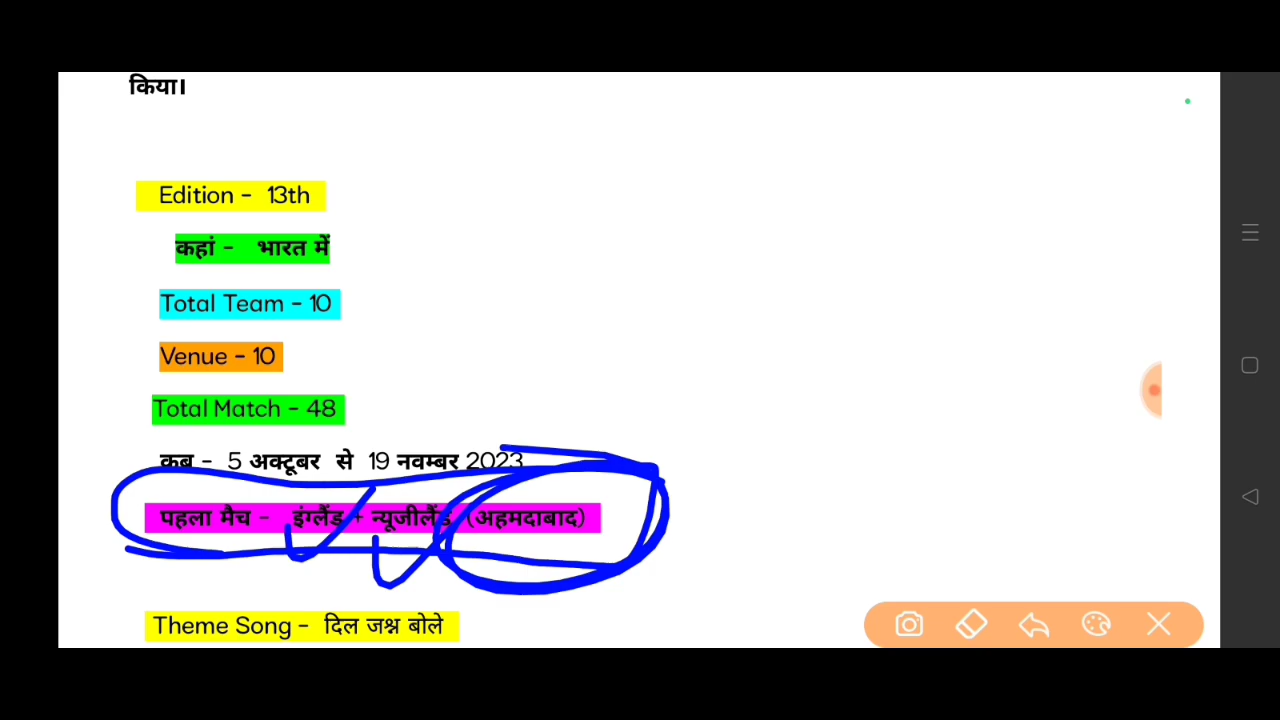 किया।
Edition - 13th
कहां - भारत में
Total Team - 10
Venue - 10
Total Match - 48
कब - 5 अक्टूबर से 19 नवम्बर 2023
पहला मैच - इंग्लैंड + न्यूजीलैंड (अहमदाबाद)
Theme Song - दिल जश्न बोले